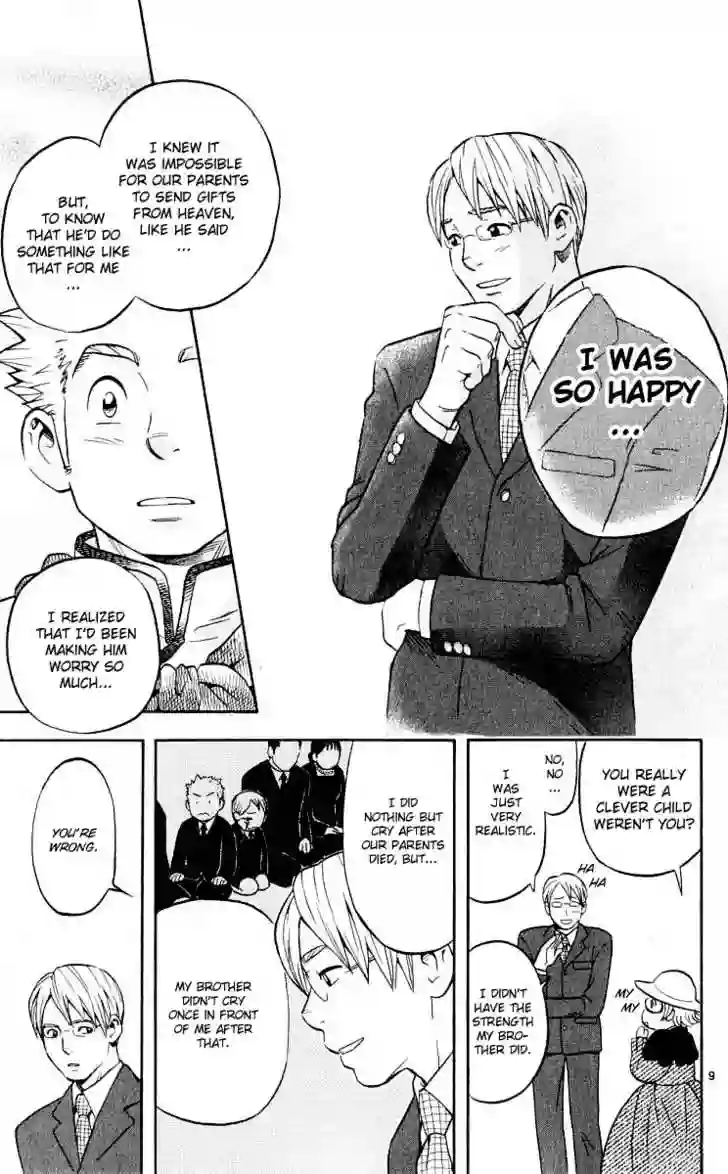 I KNEW IT
WAS IMPOSSIBLE
FOR OUR PARENTS
TO SEND GIFTS
FROM HEAVEN,
LIKE HE SAID
...
BUT,
TO KNOW
THAT HE'D DO
SOMETHING LIKE
THAT FOR ME
...
I WAS
SO HAPPY
...
I REALIZED
THAT I'D BEEN
MAKING HIM
WORRY SO
MUCH...
YOU REALLY
WERE A
CLEVER CHILD
WEREN'T YOU?
NO,
NO
...
I
WAS
JUST
VERY
REALISTIC.
HA
HA
I DIDN'T
HAVE THE
STRENGTH
MY BRO-
THER DID.
MY
MY
I DID
NOTHING BUT
CRY AFTER
OUR PARENTS
DIED, BUT...
MY BROTHER
DIDN'T CRY
ONCE IN FRONT
OF ME AFTER
THAT.
YOU'RE
WRONG.
9